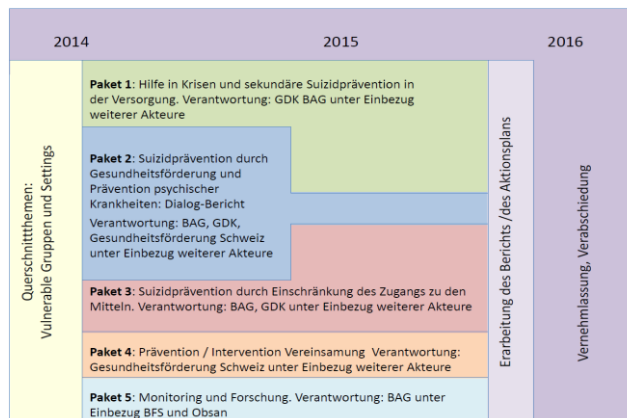 2014 2015 2016
Querschnittthemen:
Vulnerable Gruppen und Settings
Paket 1: Hilfe in Krisen und sekundäre Suizidprävention in
der Versorgung. Verantwortung: GDK BAG unter Einbezug
weiterer Akteure
Paket 2: Suizidprävention durch
Gesundheitsförderung und
Prävention psychischer
Krankheiten: Dialog-Bericht
Verantwortung: BAG, GDK,
Gesundheitsförderung Schweiz
unter Einbezug weiterer Akteure
Paket 3: Suizidprävention durch Einschränkung des Zugangs zu den
Mitteln. Verantwortung: BAG, GDK unter Einbezug weiterer Akteure
Paket 4: Prävention / Intervention Vereinsamung Verantwortung:
Gesundheitsförderung Schweiz unter Einbezug weiterer Akteure
Paket 5: Monitoring und Forschung. Verantwortung: BAG unter
Einbezug BFS und Obsan
Erarbeitung des Berichts /des Aktionsplans
Vernehmlassung, Verabschiedung